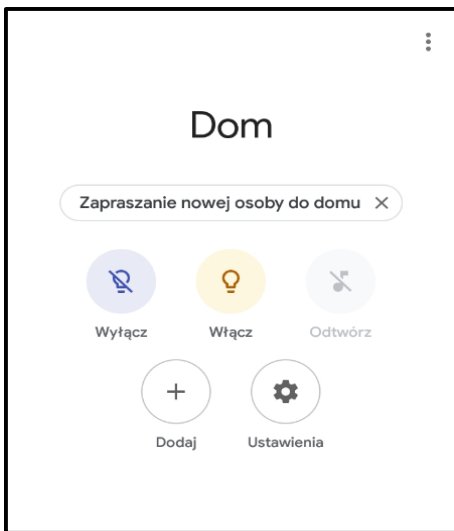 Dom
Zapraszanie nowej osoby do domu
Wyłącz Włącz Odtwórz
Dodaj Ustawienia